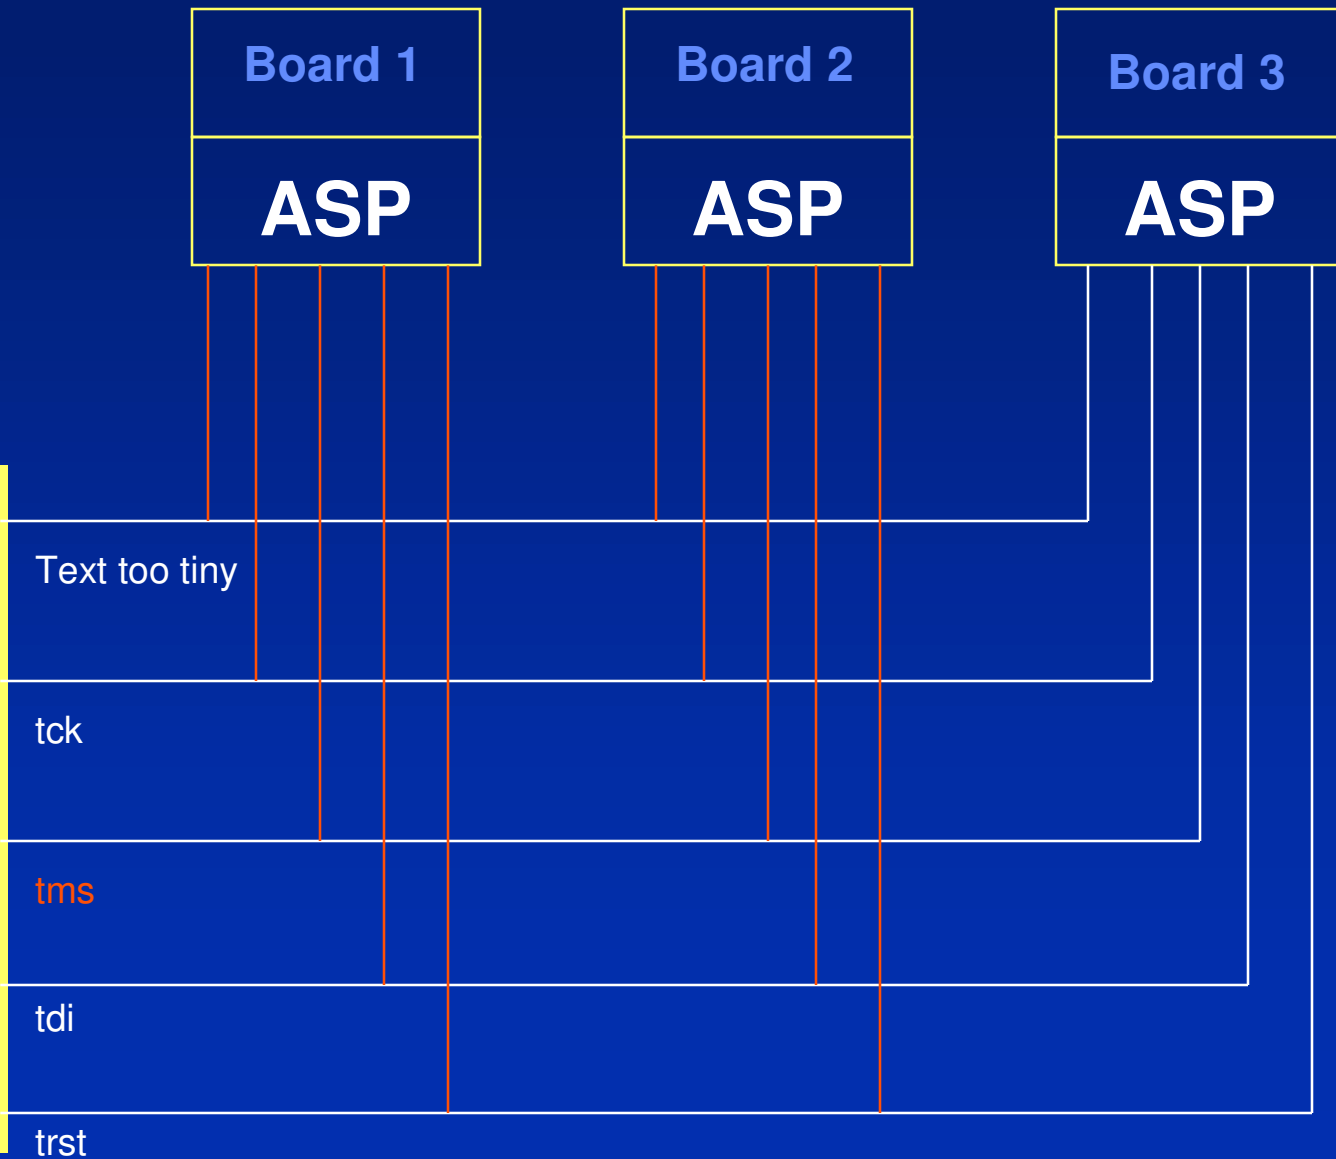 Board 1
Board 2
Board 3
ASP
ASP
ASP
Text too tiny
tck
tms
tdi
trst